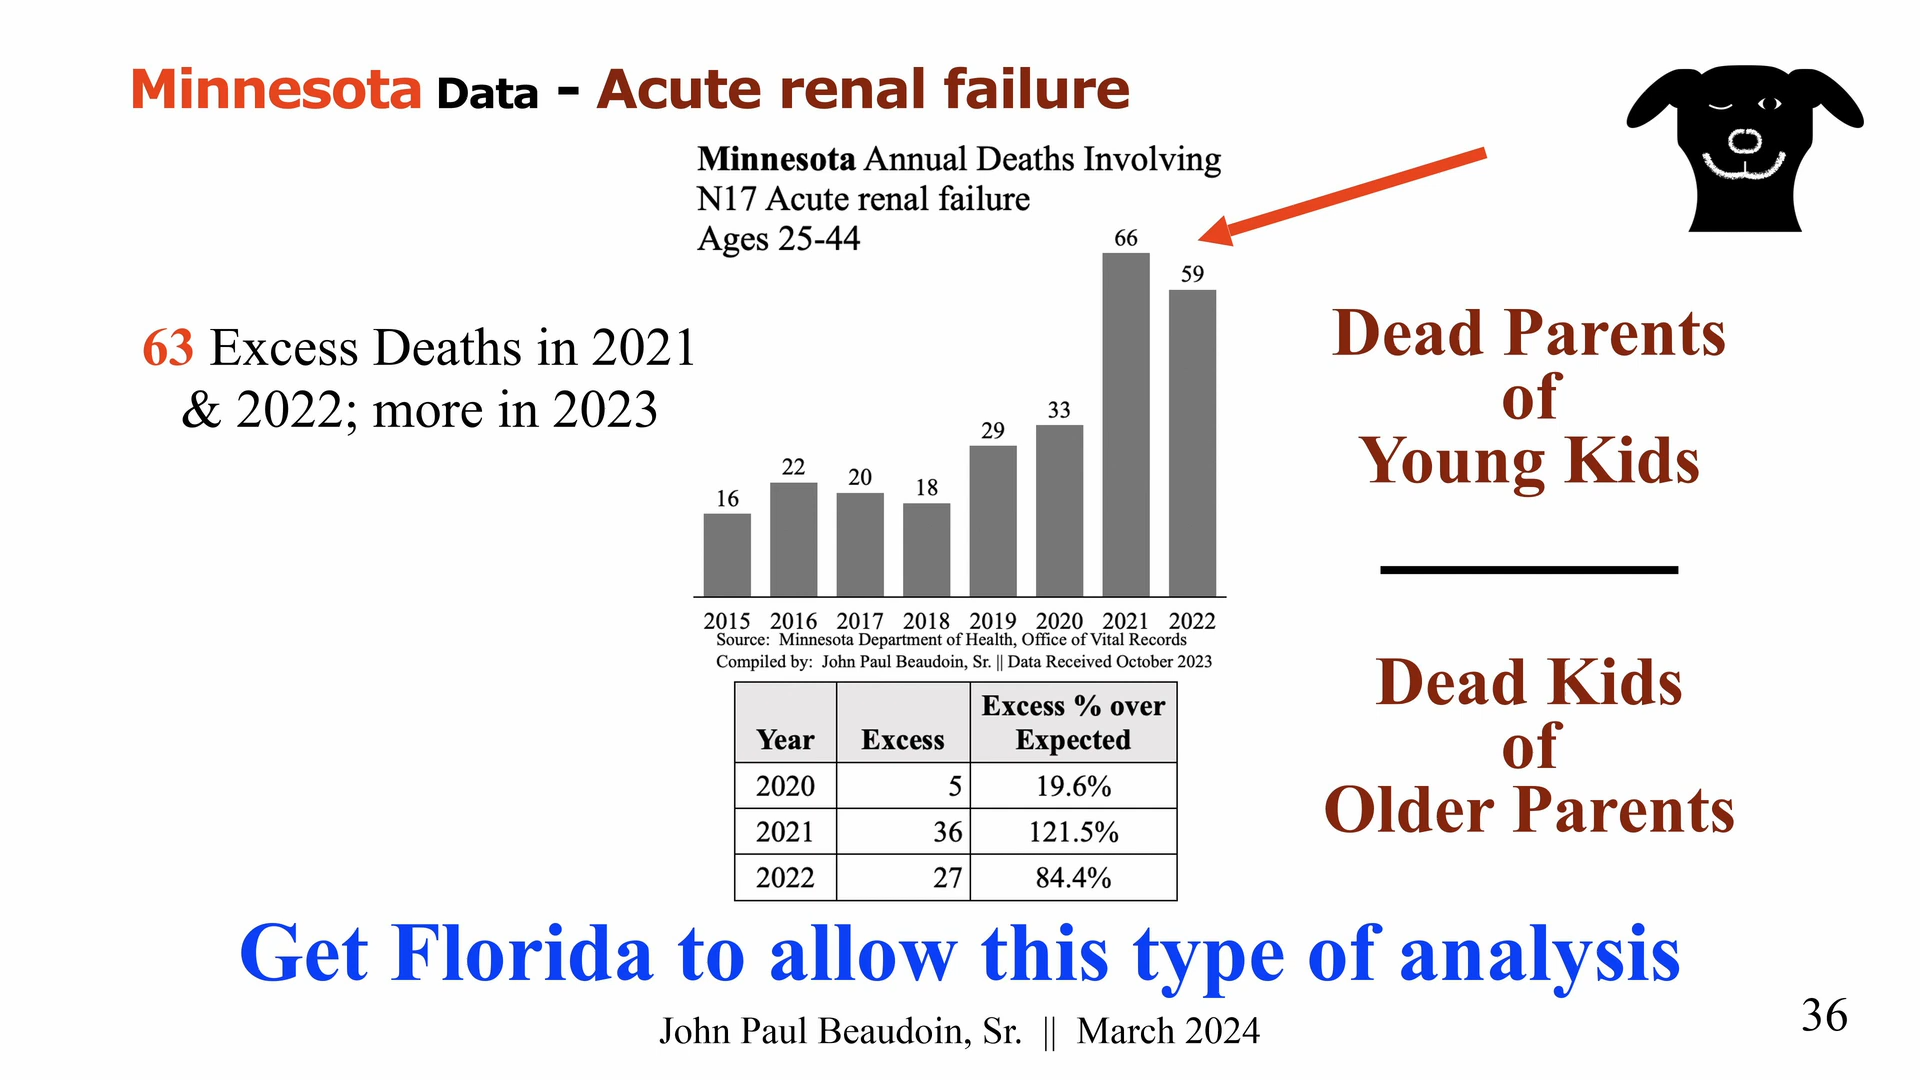 Minnesota Data - Acute renal failure
Minnesota Annual Deaths Involving
N17 Acute renal failure
Ages 25-44
63 Excess Deaths in 2021
& 2022; more in 2023
16
22
20
18
29
33
66
59
2015 2016 2017 2018 2019 2020 2021 2022
Source: Minnesota Department of Health, Office of Vital Records
Compiled by: John Paul Beaudoin, Sr. || Data Received October 2023
Year Excess Excess % over
Expected
2020 5 19.6%
2021 36 121.5%
2022 27 84.4%
Dead Parents
of
Young Kids
Dead Kids
of
Older Parents
Get Florida to allow this type of analysis
John Paul Beaudoin, Sr. || March 2024
36